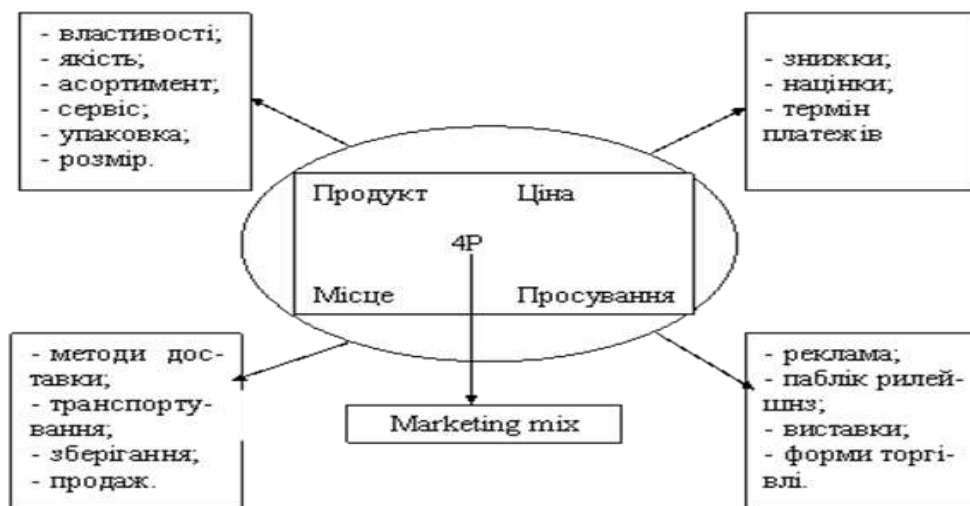 - властивості;
- якість;
- асортимент;
- сервіс;
- упаковка;
- розмір.
- знижки;
- націнки;
- термін
платежів
Продукт
Ціна
4Р
Місце
Просування
- методи дос-
тавки;
- транспорту-
вання;
- зберігання;
- продаж.
Marketing mix
- реклама;
- паблік рилей-
шнз;
- виставки;
- форми торгі-
влі.